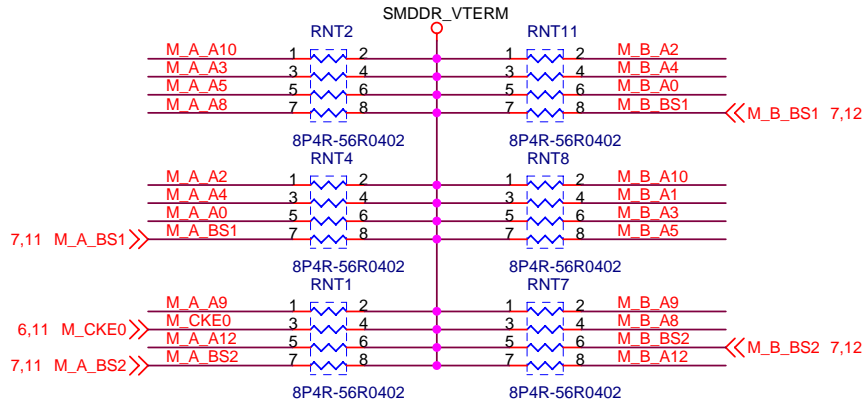 SMDDR_VTERM
RNT2 RNT11
M_A_A10 1 2 1 2 M_B_A2
M_A_A3 3 4 3 4 M_B_A4
M_A_A5 5 6 5 6 M_B_A0
M_A_A8 7 8 7 8 M_B_BS1 M_B_BS1 7,12
8P4R-56R0402 8P4R-56R0402
RNT4 RNT8
M_A_A2 1 2 1 2 M_B_A10
M_A_A4 3 4 3 4 M_B_A1
M_A_A0 5 6 5 6 M_B_A3
7,11 M_A_BS1 M_A_BS1 7 8 7 8 M_B_A5
8P4R-56R0402 8P4R-56R0402
RNT1 RNT7
M_A_A9 1 2 1 2 M_B_A9
6,11 M_CKE0 M_CKE0 3 4 3 4 M_B_A8
M_A_A12 5 6 5 6 M_B_BS2 M_B_BS2 7,12
7,11 M_A_BS2 M_A_BS2 7 8 7 8 M_B_A12
8P4R-56R0402 8P4R-56R0402